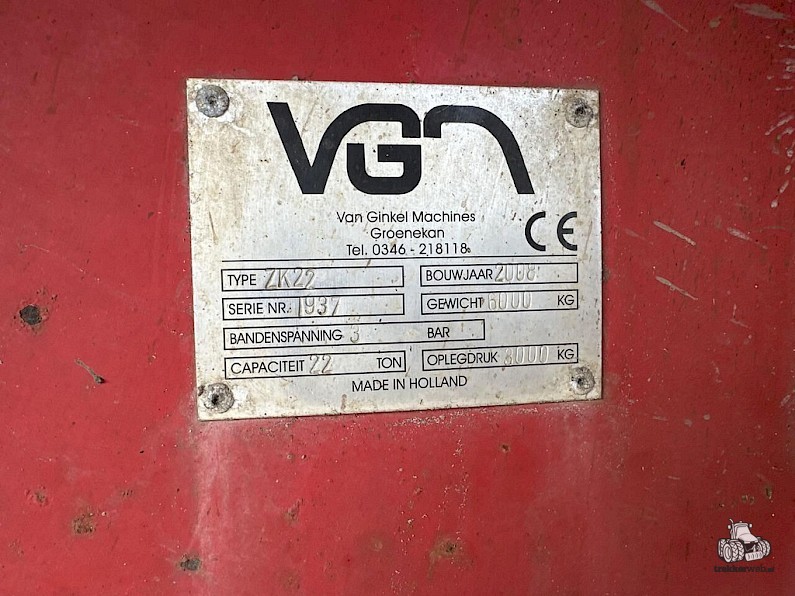 VGM
Van Ginkel Machines
Groenekan
Tel. 0346 - 218118
CE
TYPE ZK22 BOUWJAAR 2008
SERIE NR. 1937 GEWICHT 6000 KG
BANDENSPANNING 3 BAR
CAPACITEIT 22 TON OPLEGDRUK KG
MADE IN HOLLAND